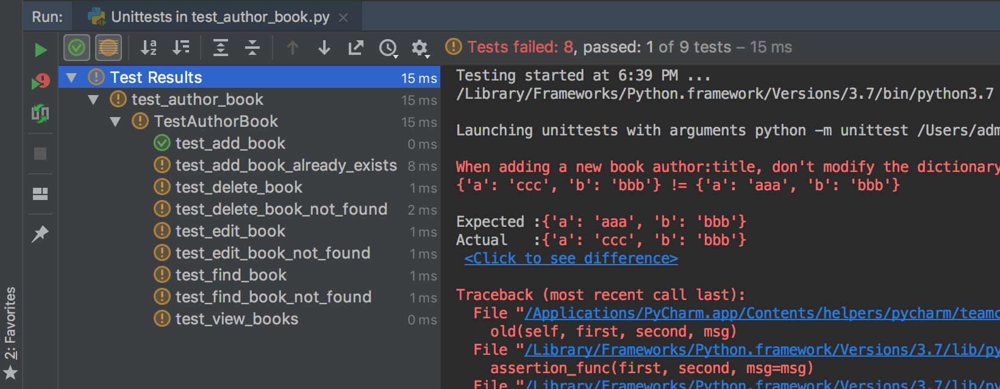 Run: Unittests in test_author_book.py
Tests failed: 8, passed: 1 of 9 tests – 15 ms
Test Results 15 ms
test_author_book 15 ms
TestAuthorBook 15 ms
test_add_book 0 ms
test_add_book_already_exists 8 ms
test_delete_book 1 ms
test_delete_book_not_found 2 ms
test_edit_book 1 ms
test_edit_book_not_found 1 ms
test_find_book 1 ms
test_find_book_not_found 1 ms
test_view_books 0 ms
Testing started at 6:39 PM ...
/Library/Frameworks/Python.framework/Versions/3.7/bin/python3.7
Launching unittests with arguments python -m unittest /Users/adm
When adding a new book author:title, don't modify the dictionary
{'a': 'ccc', 'b': 'bbb'} != {'a': 'aaa', 'b': 'bbb'}
Expected :{'a': 'aaa', 'b': 'bbb'}
Actual :{'a': 'ccc', 'b': 'bbb'}
<Click to see difference>
Traceback (most recent call last):
File "/Applications/PyCharm.app/Contents/helpers/pycharm/teamc
old(self, first, second, msg)
File "/Library/Frameworks/Python.framework/Versions/3.7/lib/py
assertion_func(first, second, msg=msg)
File "/Library/Frameworks/Python.framework/Versions/3.7/lib/py
2: Favorites